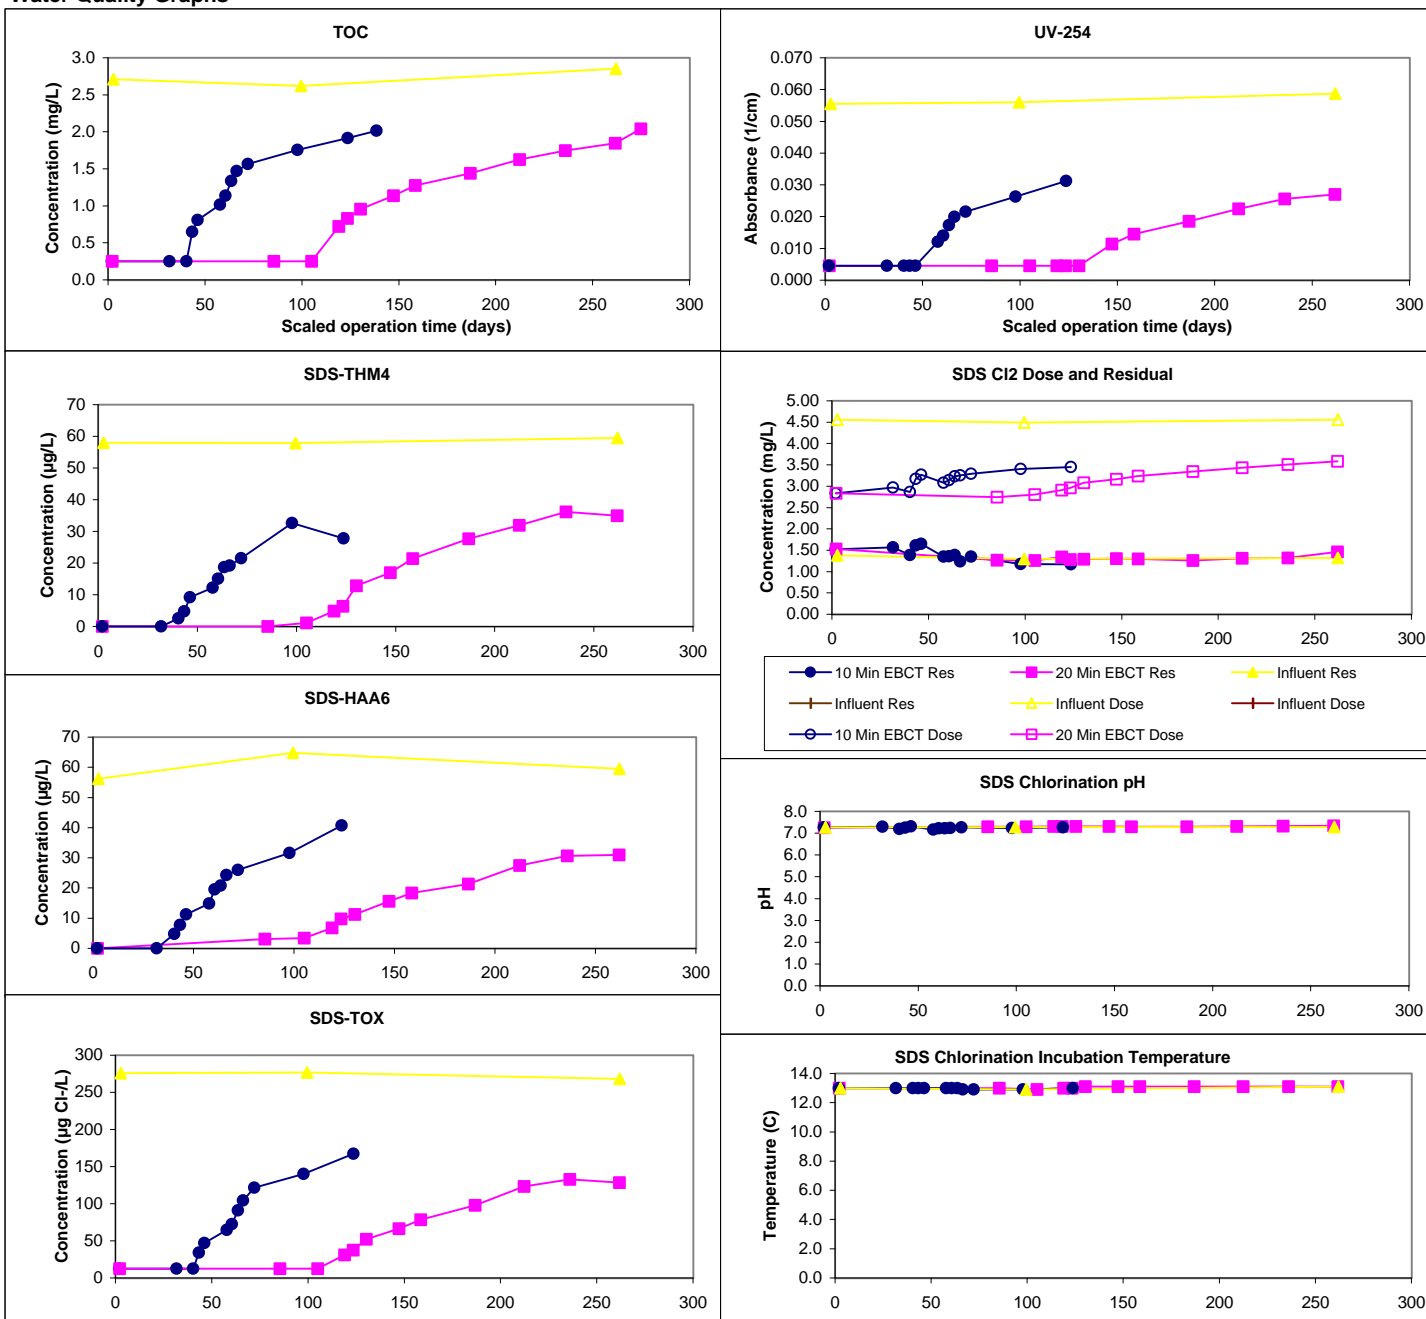 Water Quality Graphs
TOC
Concentration (mg/L)
3.0
2.5
2.0
1.5
1.0
0.5
0.0
0 50 100 150 200 250 300
Scaled operation time (days)
UV-254
Absorbance (1/cm)
0.070
0.060
0.050
0.040
0.030
0.020
0.010
0.000
0 50 100 150 200 250 300
Scaled operation time (days)
SDS-THM4
Concentration (µg/L)
70
60
50
40
30
20
10
0
0 50 100 150 200 250 300
SDS Cl2 Dose and Residual
Concentration (mg/L)
5.00
4.50
4.00
3.50
3.00
2.50
2.00
1.50
1.00
0.50
0.00
0 50 100 150 200 250 300
10 Min EBCT Res 20 Min EBCT Res Influent Res
Influent Res Influent Dose Influent Dose
10 Min EBCT Dose 20 Min EBCT Dose
SDS-HAA6
Concentration (µg/L)
70
60
50
40
30
20
10
0
0 50 100 150 200 250 300
SDS Chlorination pH
pH
8.0
7.0
6.0
5.0
4.0
3.0
2.0
1.0
0.0
0 50 100 150 200 250 300
SDS-TOX
Concentration (µg Cl-/L)
300
250
200
150
100
50
0
0 50 100 150 200 250 300
SDS Chlorination Incubation Temperature
Temperature (C)
14.0
12.0
10.0
8.0
6.0
4.0
2.0
0.0
0 50 100 150 200 250 300